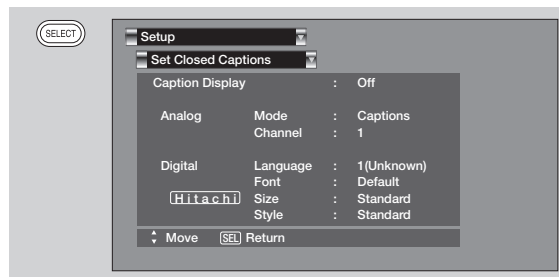 SELECT
Setup
Set Closed Captions
Caption Display : Off
Analog Mode : Captions
Channel : 1
Digital Language : 1(Unknown)
Font : Default
Hitachi Size : Standard
Style : Standard
Move SEL Return